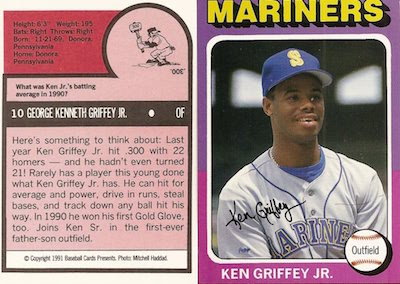 Height: 6'3" Weight: 195
Bats: Right Throws Right
Born: 11-21-69, Donora,
Pennsylvania
Home: Donora,
Pennsylvania
.300
What was Ken Jr.'s batting
average in 1990?
10 GEORGE KENNETH GRIFFEY JR. • OF
Here's something to think about: Last
year Ken Griffey Jr. hit .300 with 22
homers — and he hadn't even turned
21! Rarely has a player this young done
what Ken Griffey Jr. has. He can hit for
average and power, drive in runs, steal
bases, and track down any ball hit his
way. In 1990 he won his first Gold Glove,
too. Joins Ken Sr. in the first-ever
father-son outfield.
© Copyright 1991 Baseball Cards Presents. Photo: Mitchell Haddad.
MARINERS
S
Ken Griffey
MARINERS
KEN GRIFFEY JR.
Outfield